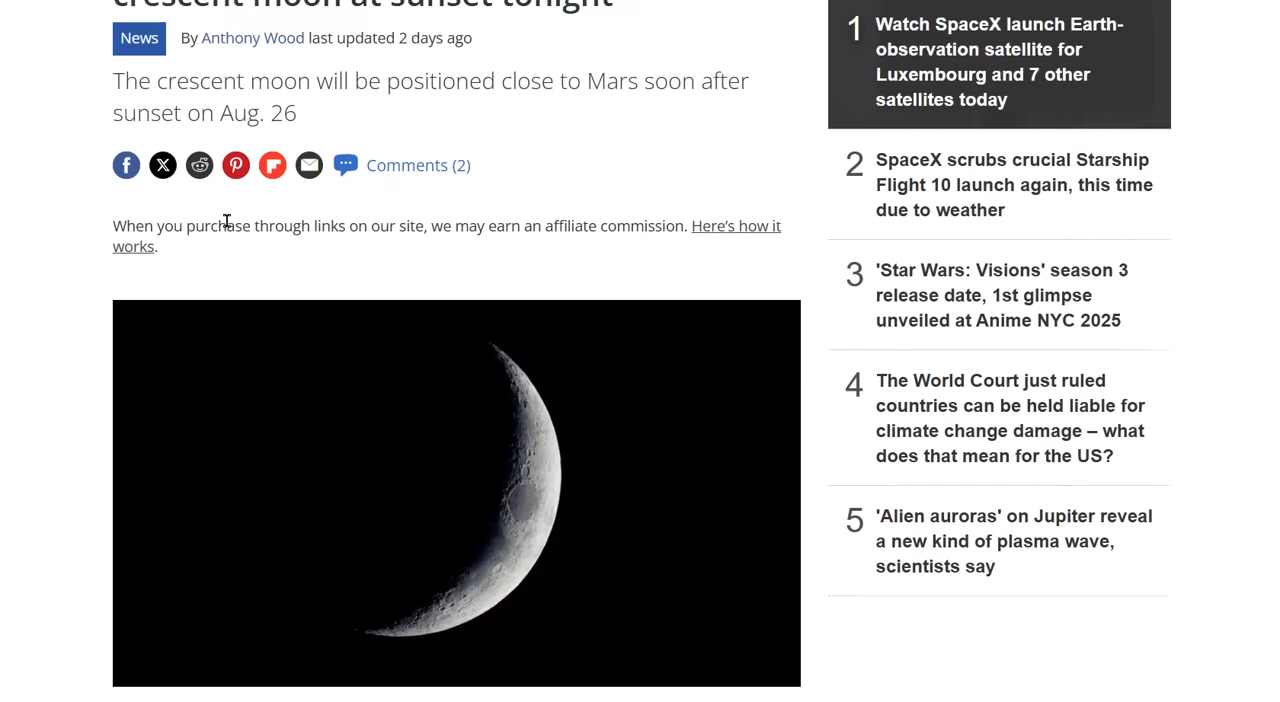 crescent moon at sunset tonight
News
By Anthony Wood last updated 2 days ago
The crescent moon will be positioned close to Mars soon after
sunset on Aug. 26
Comments (2)
When you purchase through links on our site, we may earn an affiliate commission. Here’s how it
works.
1
Watch SpaceX launch Earth-
observation satellite for
Luxembourg and 7 other
satellites today
2
SpaceX scrubs crucial Starship
Flight 10 launch again, this time
due to weather
3
'Star Wars: Visions' season 3
release date, 1st glimpse
unveiled at Anime NYC 2025
4
The World Court just ruled
countries can be held liable for
climate change damage – what
does that mean for the US?
5
'Alien auroras' on Jupiter reveal
a new kind of plasma wave,
scientists say